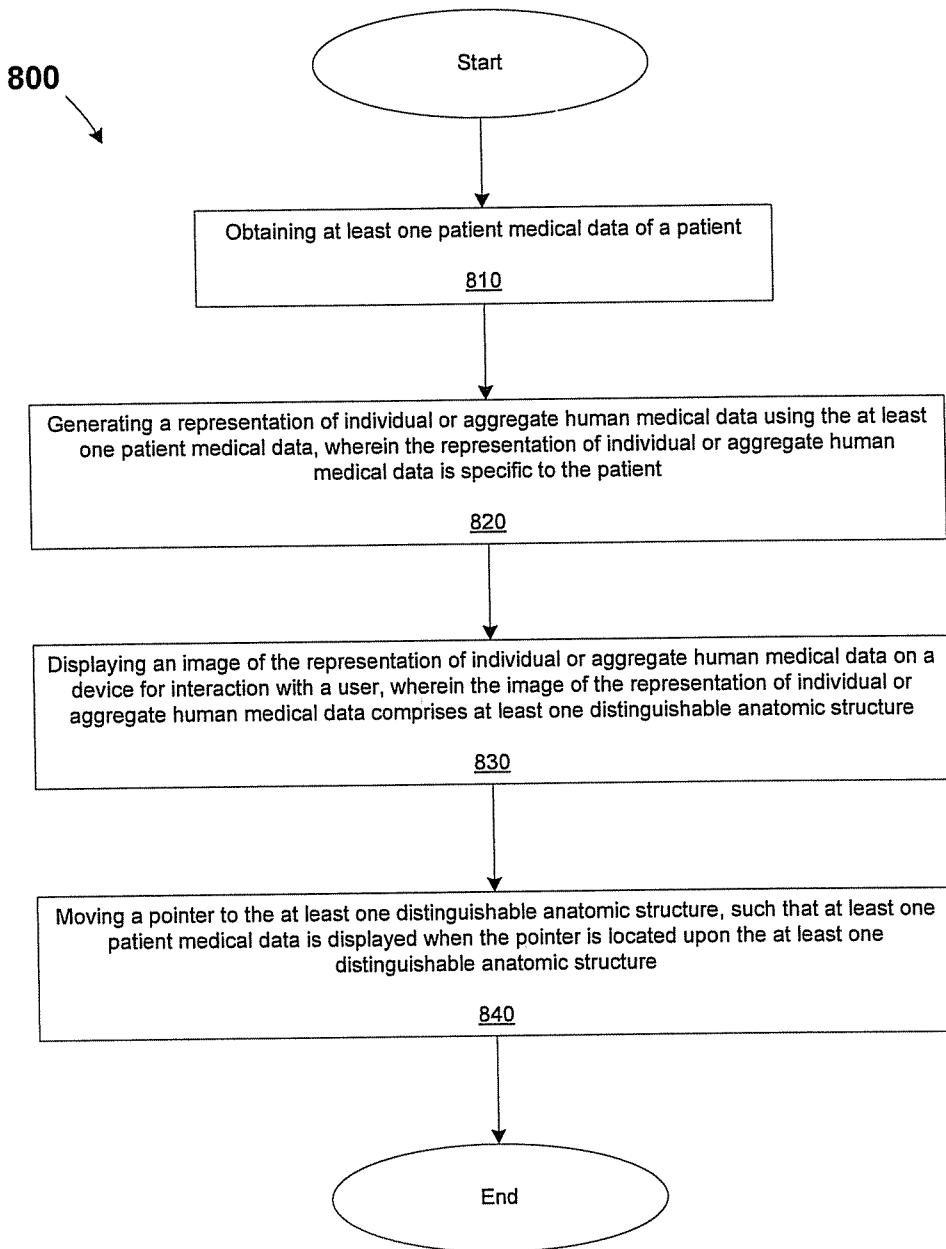 800
Start
Obtaining at least one patient medical data of a patient
810
Generating a representation of individual or aggregate human medical data using the at least
one patient medical data, wherein the representation of individual or aggregate human
medical data is specific to the patient
820
Displaying an image of the representation of individual or aggregate human medical data on a
device for interaction with a user, wherein the image of the representation of individual or
aggregate human medical data comprises at least one distinguishable anatomic structure
830
Moving a pointer to the at least one distinguishable anatomic structure, such that at least one
patient medical data is displayed when the pointer is located upon the at least one
distinguishable anatomic structure
840
End